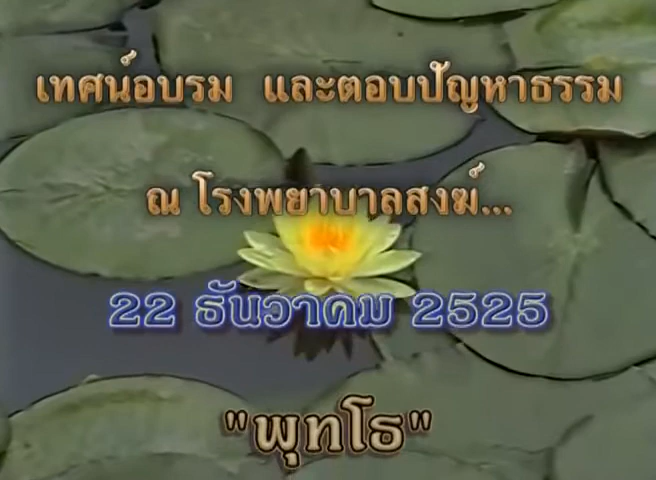 เทศน์อบรม และตอบปัญหาธรรม
ณ โรงพยาบาลสงฆ์...
22 ธันวาคม 2525
"พุทโธ"